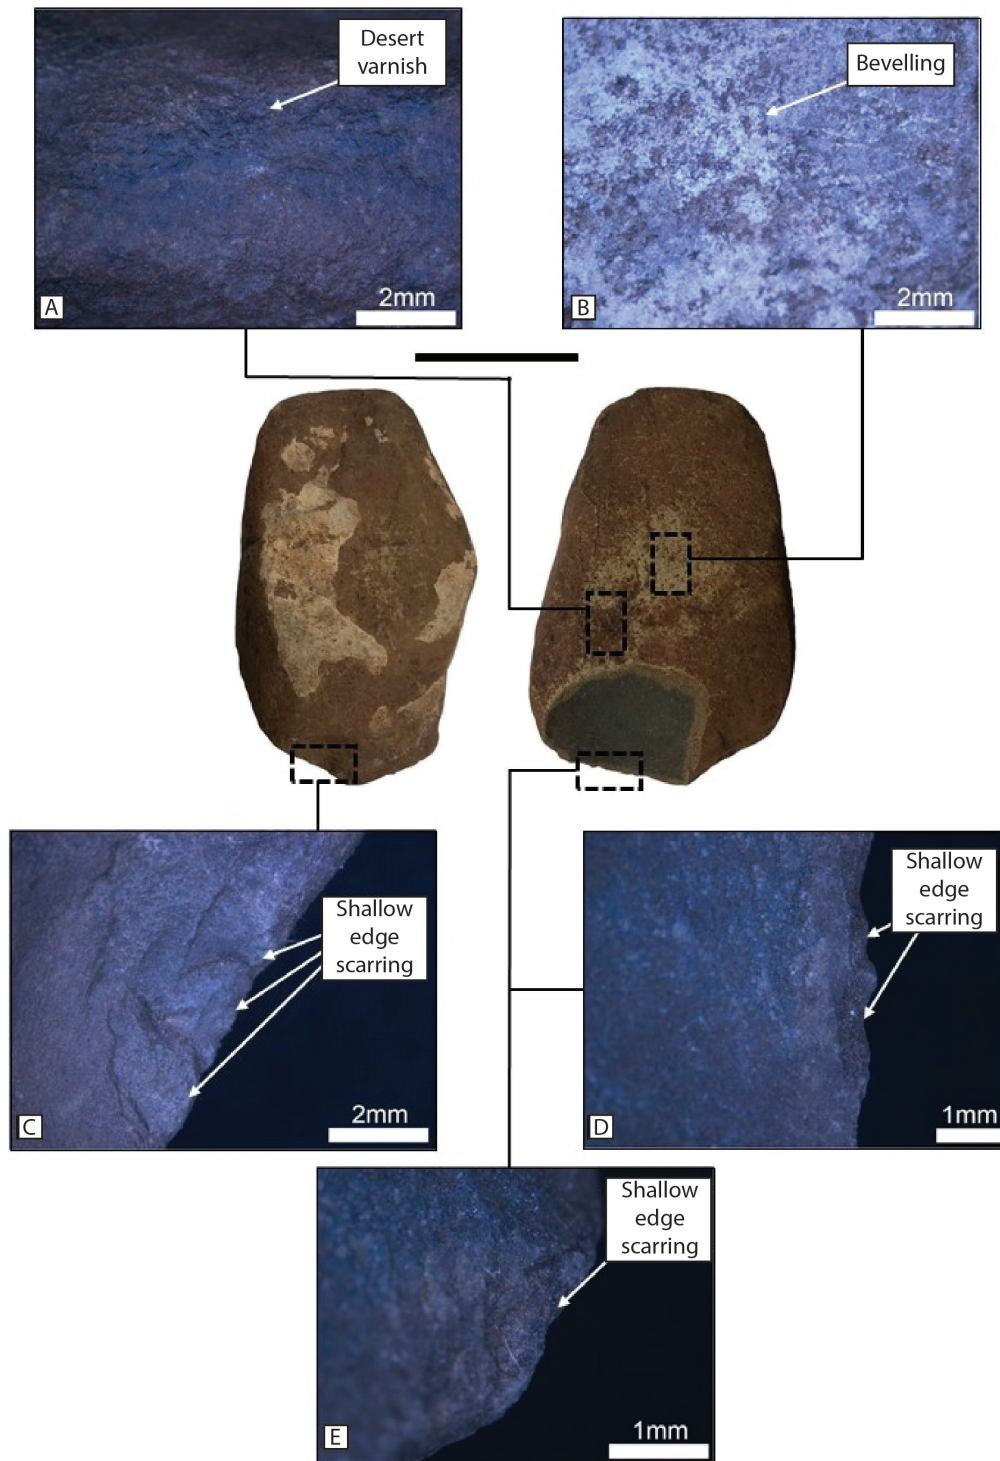 Desert
varnish
A
2mm
Bevelling
B
2mm
Shallow
edge
scarring
C
2mm
Shallow
edge
scarring
D
1mm
Shallow
edge
scarring
E
1mm